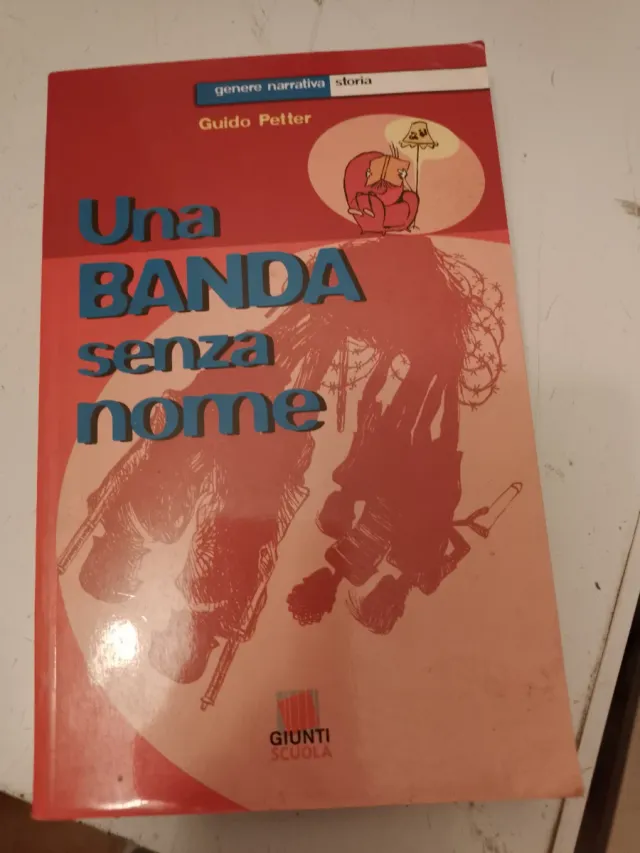 genere narrativa storia
Guido Petter
Una
BANDA
senza
nome
GIUNTI
SCUOLA